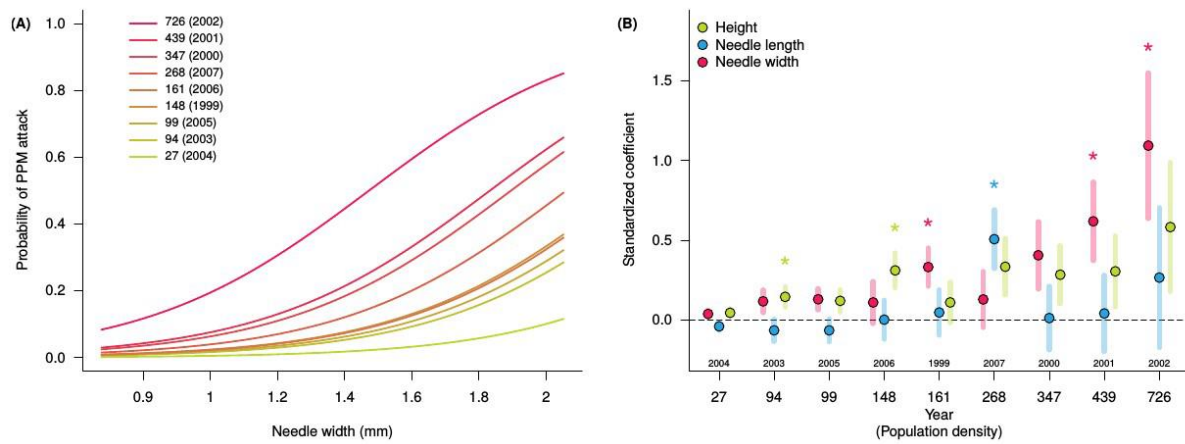 (A)
1.0
0.8
0.6
0.4
0.2
0.0
Probability of PPM attack
726 (2002)
439 (2001)
347 (2000)
268 (2007)
161 (2006)
148 (1999)
99 (2005)
94 (2003)
27 (2004)
0.9 1 1.2 1.4 1.6 1.8 2
Needle width (mm)
(B)
Height
Needle length
Needle width
1.5
1.0
0.5
0.0
Standardized coefficient
* * * * * *
2004 2003 2005 2006 1999 2007 2000 2001 2002
27 94 99 148 161 268 347 439 726
Year
(Population density)